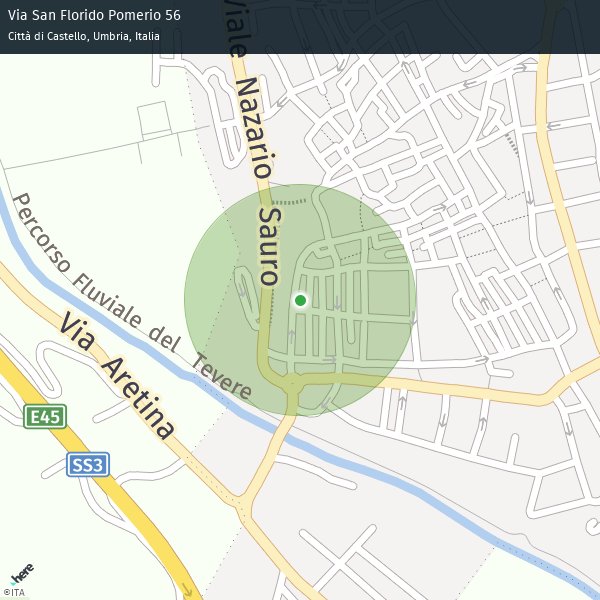 Via San Florido Pomerio 56
Città di Castello, Umbria, Italia
Viale Nazario Sauro
Percorso Fluviale del Tevere
Via Aretina
E45
SS3
here
©ITA